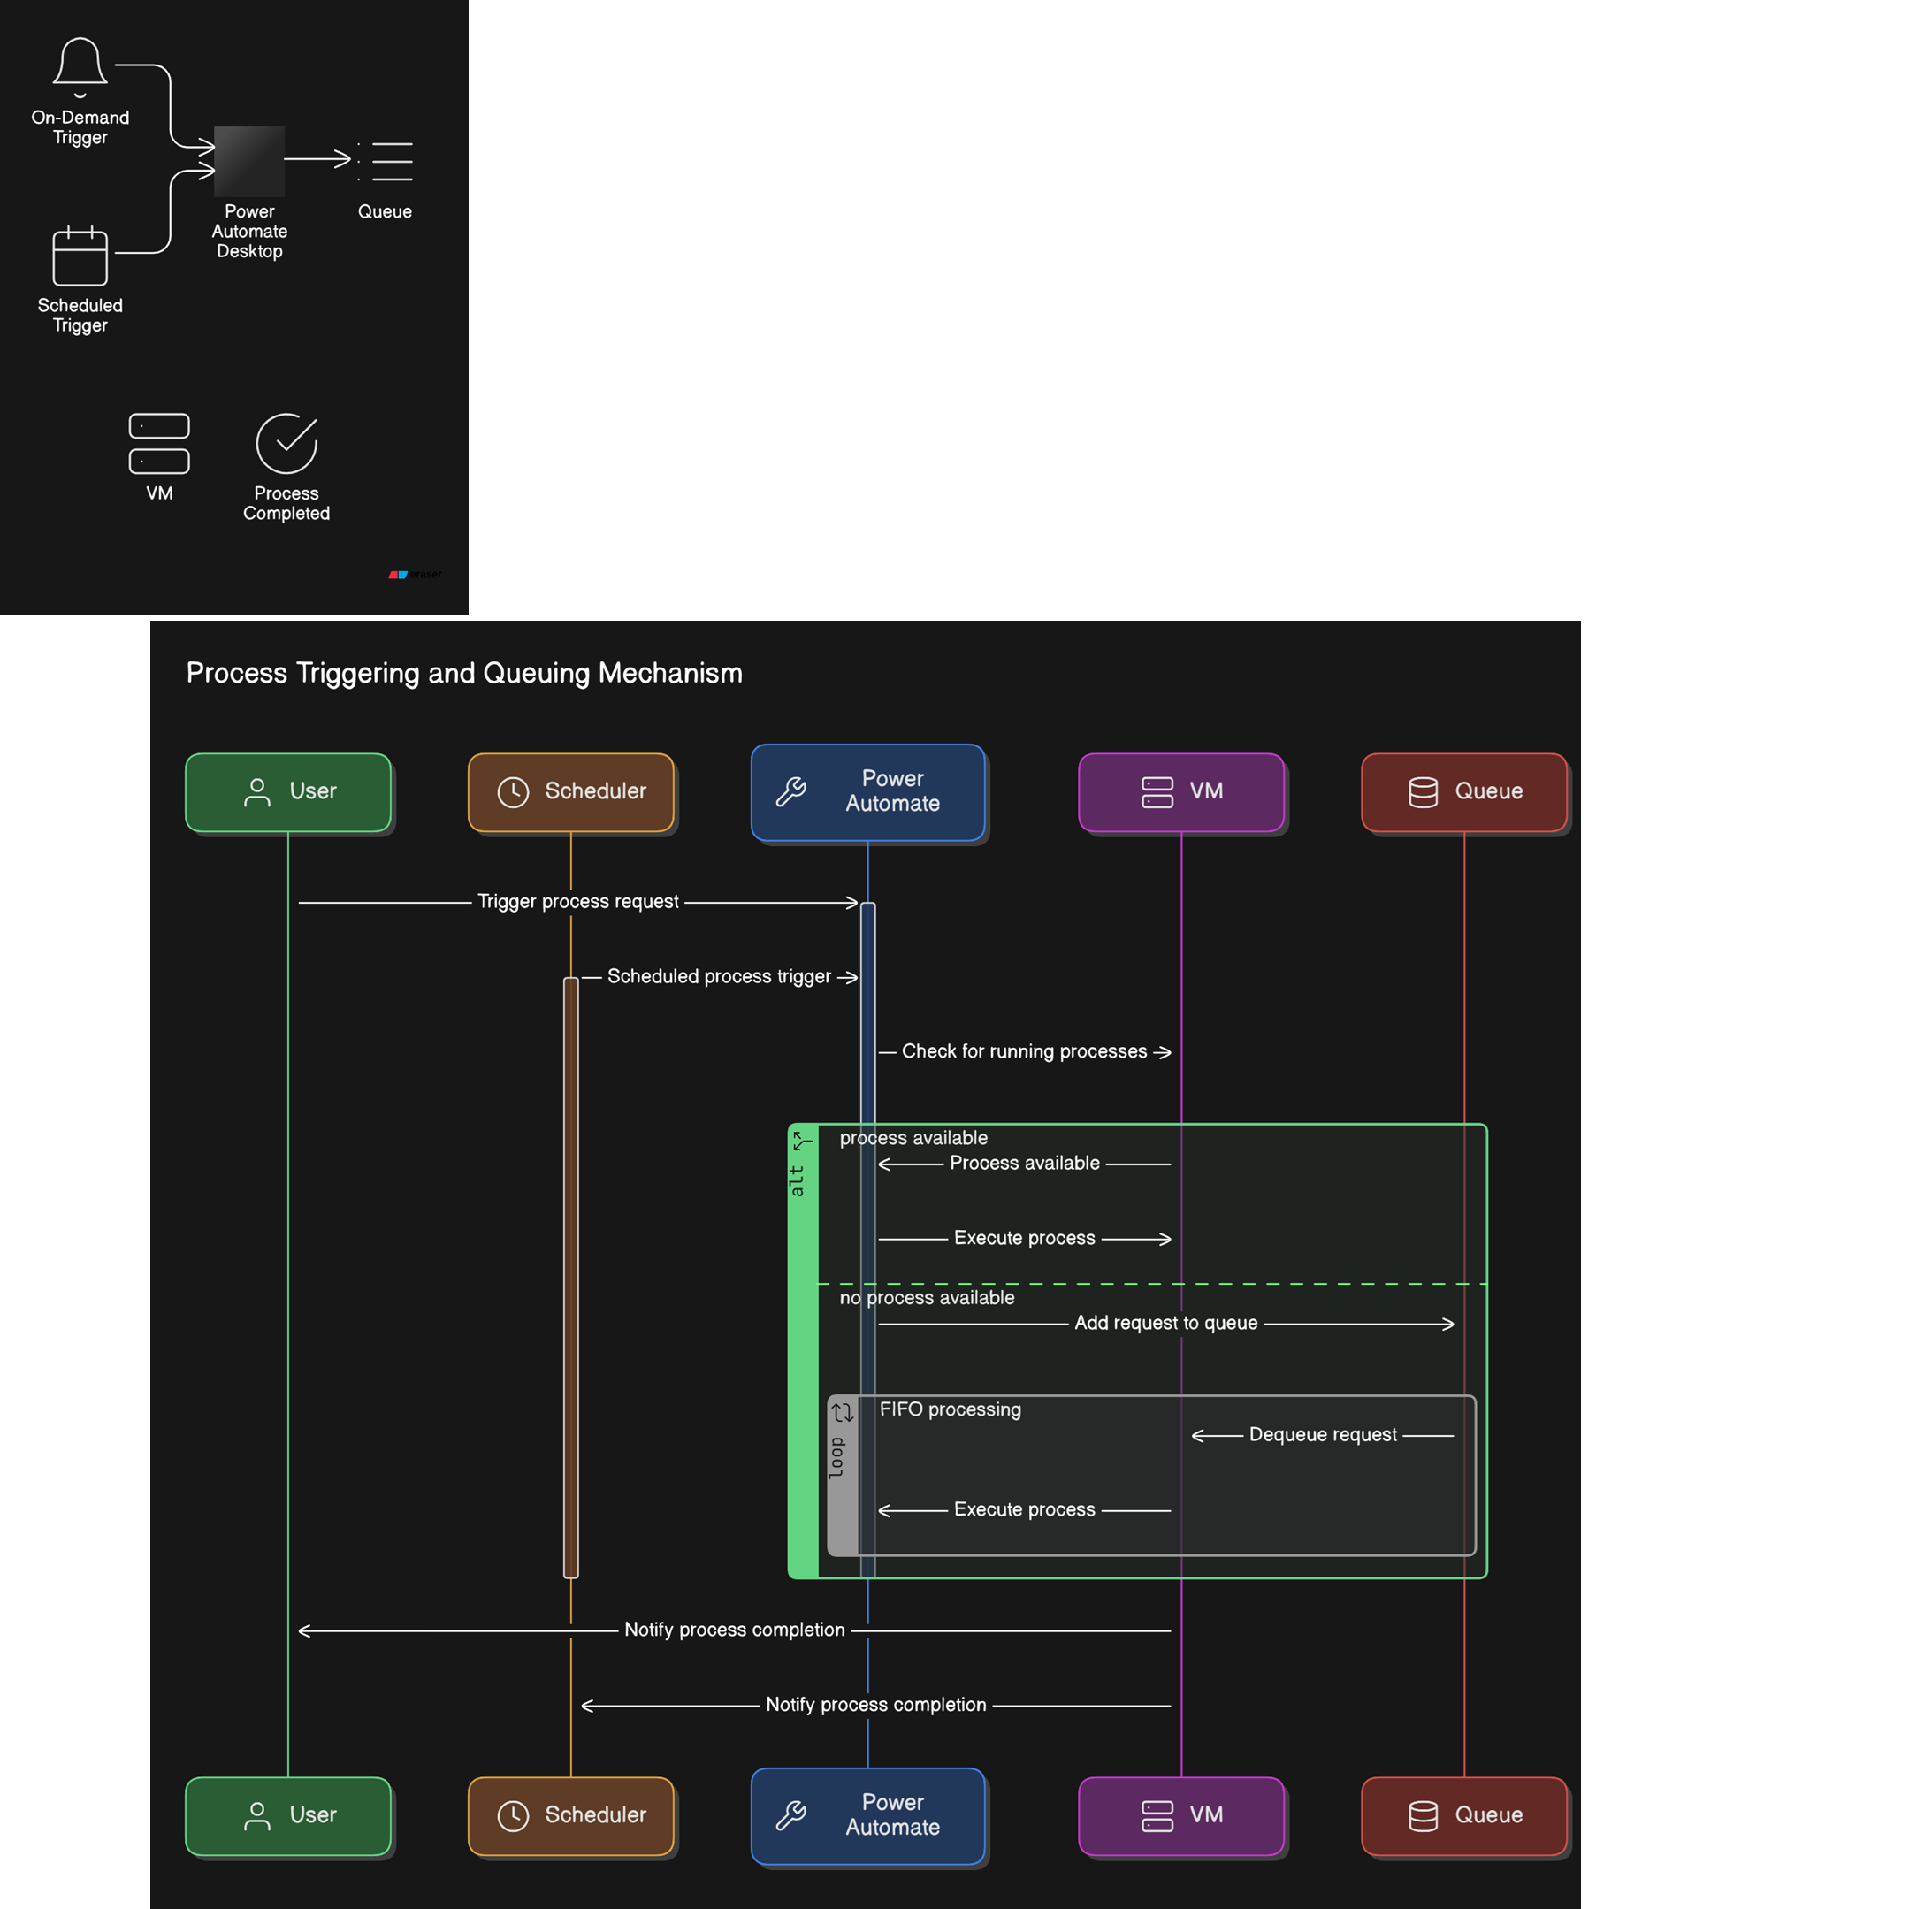 On-Demand
Trigger
Power
Automate
Desktop
Queue
Scheduled
Trigger
VM
Process
Completed
eraser
Process Triggering and Queuing Mechanism
User
Scheduler
Power
Automate
VM
Queue
Trigger process request
Scheduled process trigger
Check for running processes
alt
process available
Process available
Execute process
no process available
Add request to queue
loop
FIFO processing
Dequeue request
Execute process
Notify process completion
Notify process completion
User
Scheduler
Power
Automate
VM
Queue